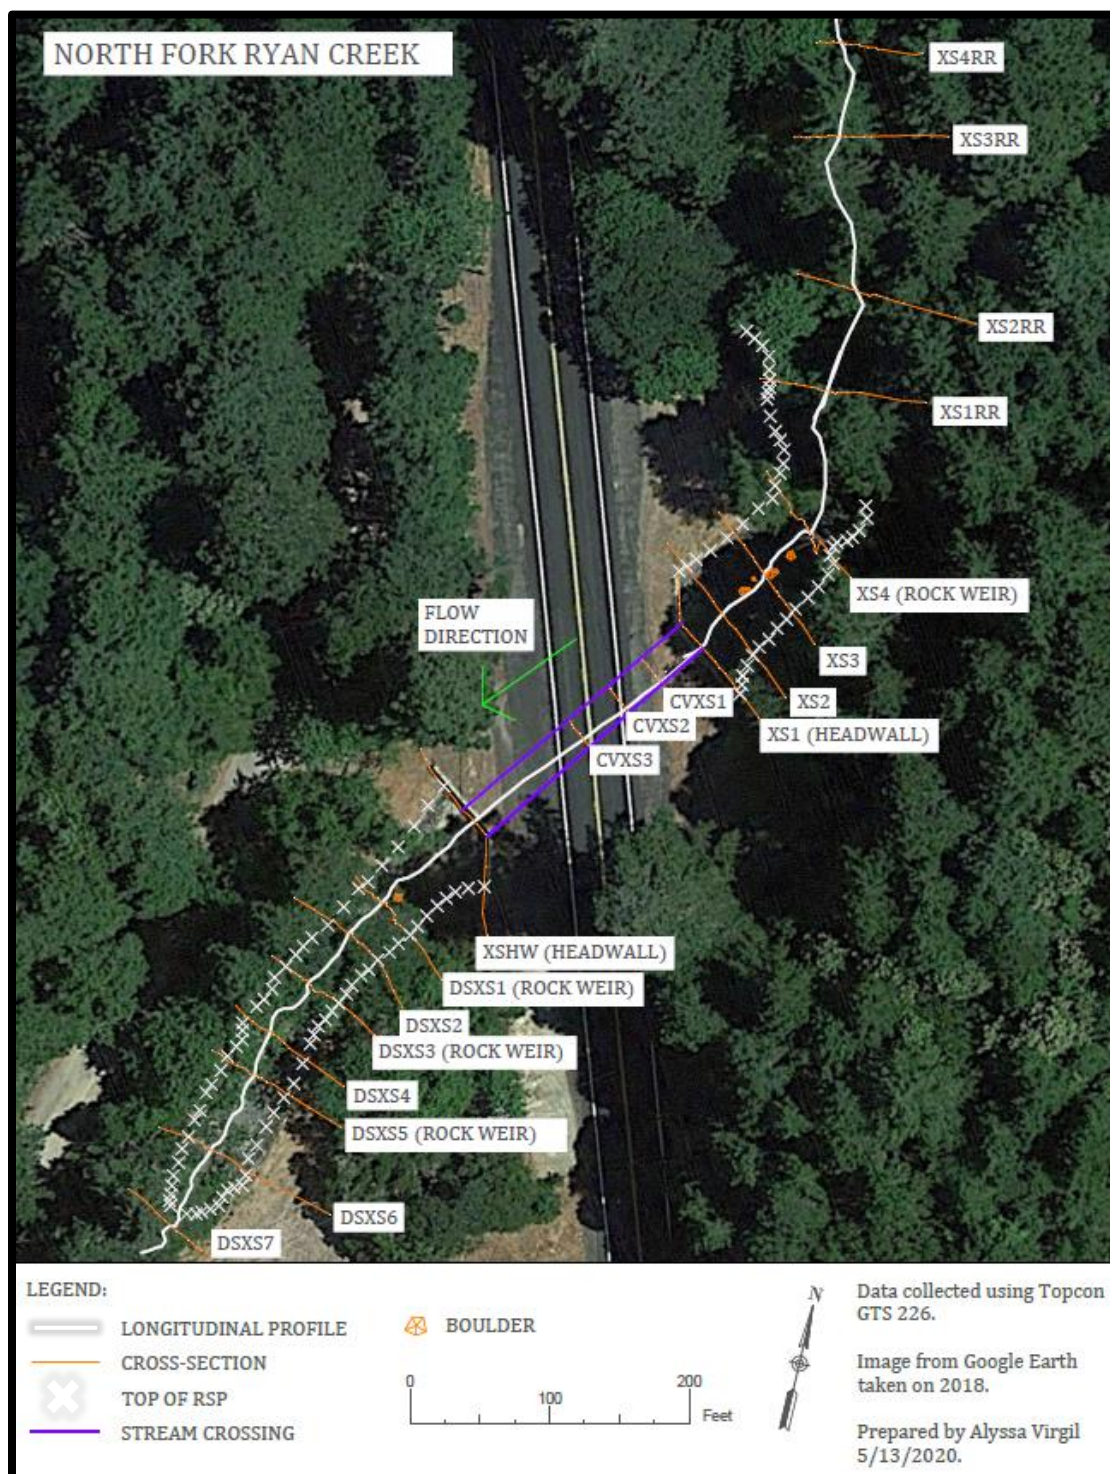 NORTH FORK RYAN CREEK
XS4RR
XS3RR
XS2RR
XS1RR
XS4 (ROCK WEIR)
FLOW
DIRECTION
XS3
XS2
CVXS1
XS1 (HEADWALL)
CVXS2
CVXS3
XSHW (HEADWALL)
DSXS1 (ROCK WEIR)
DSXS2
DSXS3 (ROCK WEIR)
DSXS4
DSXS5 (ROCK WEIR)
DSXS6
DSXS7
LEGEND:
LONGITUDINAL PROFILE
CROSS-SECTION
TOP OF RSP
STREAM CROSSING
BOULDER
0
100
200
Feet
N
Data collected using Topcon
GTS 226.
Image from Google Earth
taken on 2018.
Prepared by Alyssa Virgil
5/13/2020.